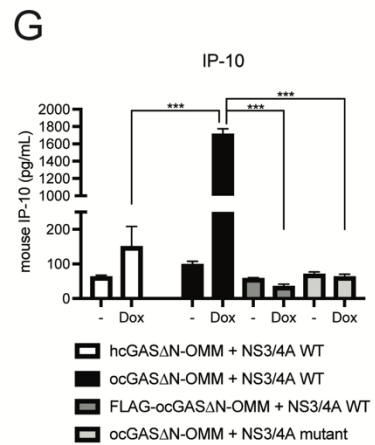 G
IP-10
***
***
***
mouse IP-10 (pg/mL)
2000
1800
1600
1400
1200
1000
200
100
0
- Dox - Dox - Dox - Dox
hcGASΔN-OMM + NS3/4A WT
ocGASΔN-OMM + NS3/4A WT
FLAG-ocGASΔN-OMM + NS3/4A WT
ocGASΔN-OMM + NS3/4A mutant